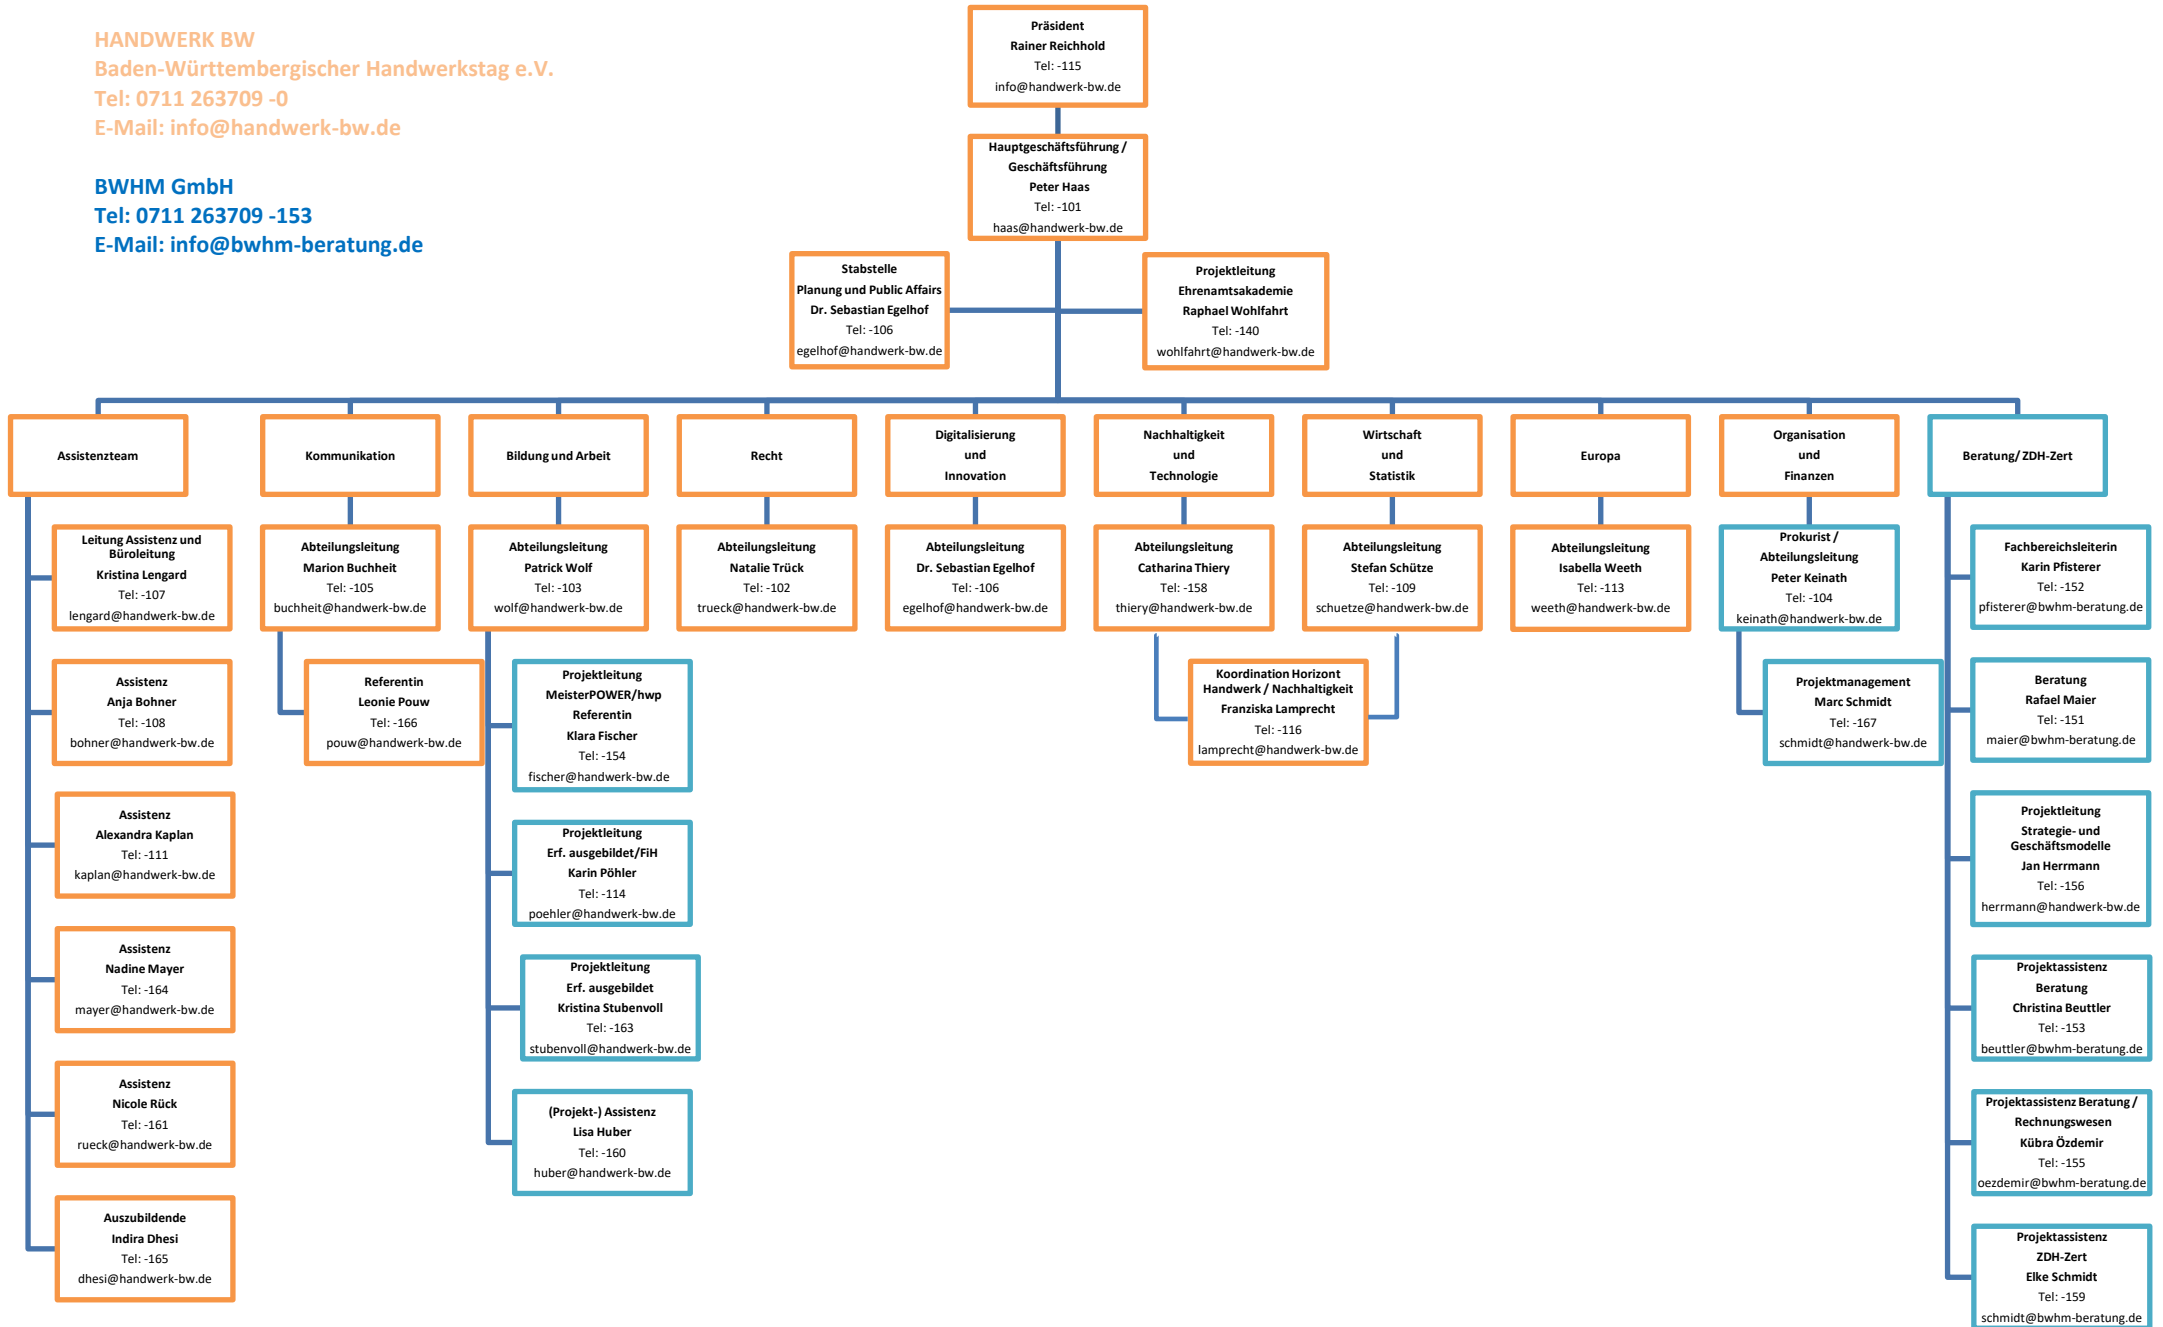 HANDWERK BW
Baden-Württembergischer Handwerkstag e.V.
Tel: 0711 263709 -0
E-Mail: info@handwerk-bw.de
BWHM GmbH
Tel: 0711 263709 -153
E-Mail: info@bwhm-beratung.de
Präsident
Rainer Reichhold
Tel: -115
info@handwerk-bw.de
Hauptgeschäftsführung /
Geschäftsführung
Peter Haas
Tel: -101
haas@handwerk-bw.de
Stabstelle
Planung und Public Affairs
Dr. Sebastian Egelhof
Tel: -106
egelhof@handwerk-bw.de
Projektleitung
Ehrenamtsakademie
Raphael Wohlfahrt
Tel: -140
wohlfahrt@handwerk-bw.de
Assistenzteam
Leitung Assistenz und
Büroleitung
Kristina Lengard
Tel: -107
lengard@handwerk-bw.de
Assistenz
Anja Bohner
Tel: -108
bohner@handwerk-bw.de
Assistenz
Alexandra Kaplan
Tel: -111
kaplan@handwerk-bw.de
Assistenz
Nadine Mayer
Tel: -164
mayer@handwerk-bw.de
Assistenz
Nicole Rück
Tel: -161
rueck@handwerk-bw.de
Auszubildende
Indira Dhesi
Tel: -165
dhesi@handwerk-bw.de
Kommunikation
Abteilungsleitung
Marion Buchheit
Tel: -105
buchheit@handwerk-bw.de
Referentin
Leonie Pouw
Tel: -166
pouw@handwerk-bw.de
Bildung und Arbeit
Abteilungsleitung
Patrick Wolf
Tel: -103
wolf@handwerk-bw.de
Projektleitung
MeisterPOWER/hwp
Referentin
Klara Fischer
Tel: -154
fischer@handwerk-bw.de
Projektleitung
Erf. ausgebildet/FiH
Karin Pöhler
Tel: -114
poehler@handwerk-bw.de
Projektleitung
Erf. ausgebildet
Kristina Stubenvoll
Tel: -163
stubenvoll@handwerk-bw.de
(Projekt-) Assistenz
Lisa Huber
Tel: -160
huber@handwerk-bw.de
Recht
Abteilungsleitung
Natalie Trück
Tel: -102
trueck@handwerk-bw.de
Digitalisierung
und
Innovation
Abteilungsleitung
Dr. Sebastian Egelhof
Tel: -106
egelhof@handwerk-bw.de
Nachhaltigkeit
und
Technologie
Abteilungsleitung
Catharina Thiery
Tel: -158
thiery@handwerk-bw.de
Wirtschaft
und
Statistik
Abteilungsleitung
Stefan Schütze
Tel: -109
schuetze@handwerk-bw.de
Koordination Horizont
Handwerk / Nachhaltigkeit
Franziska Lamprecht
Tel: -116
lamprecht@handwerk-bw.de
Europa
Abteilungsleitung
Isabella Weeth
Tel: -113
weeth@handwerk-bw.de
Organisation
und
Finanzen
Prokurist /
Abteilungsleitung
Peter Keinath
Tel: -104
keinath@handwerk-bw.de
Projektmanagement
Marc Schmidt
Tel: -167
schmidt@handwerk-bw.de
Beratung/ ZDH-Zert
Fachbereichsleiterin
Karin Pfisterer
Tel: -152
pfisterer@bwhm-beratung.de
Beratung
Rafael Maier
Tel: -151
maier@bwhm-beratung.de
Projektleitung
Strategie- und
Geschäftsmodelle
Jan Herrmann
Tel: -156
herrmann@handwerk-bw.de
Projektassistenz
Beratung
Christina Beuttler
Tel: -153
beuttler@bwhm-beratung.de
Projektassistenz Beratung /
Rechnungswesen
Kübra Özdemir
Tel: -155
oezdemir@bwhm-beratung.de
Projektassistenz
ZDH-Zert
Elke Schmidt
Tel: -159
schmidt@bwhm-beratung.de